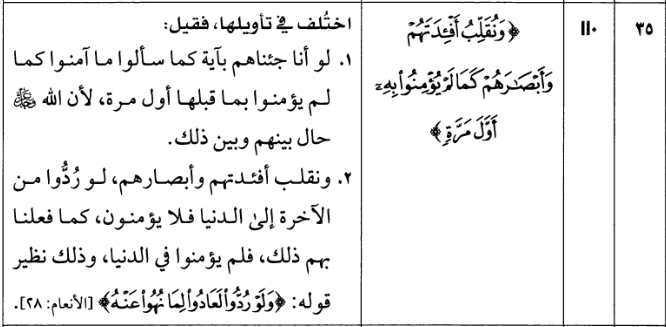 ٣٥
١١٠
﴿وَنُقَلِّبُ أَفْـِٔدَتَهُمْ
وَأَبْصَـٰرَهُمْ كَمَا لَمْ يُؤْمِنُوا۟ بِهِۦٓ
أَوَّلَ مَرَّةٍ﴾
اختُلف في تأويلها، فقيل:
١. لو أنا جئناهم بآية كما سألوا ما آمنوا كما
لم يؤمنوا بما قبلها أول مرة، لأن الله ﷻ
حال بينهم وبين ذلك.
٢. ونقلب أفئدتهم وأبصارهم، لو رُدُّوا من
الآخرة إلى الدنيا فلا يؤمنون، كما فعلنا
بهم ذلك، فلم يؤمنوا في الدنيا، وذلك نظير
قوله: ﴿وَلَوْ رُدُّوا۟ لَعَادُوا۟ لِمَا نُهُوا۟ عَنْهُ﴾ [الأنعام: ٢٨].